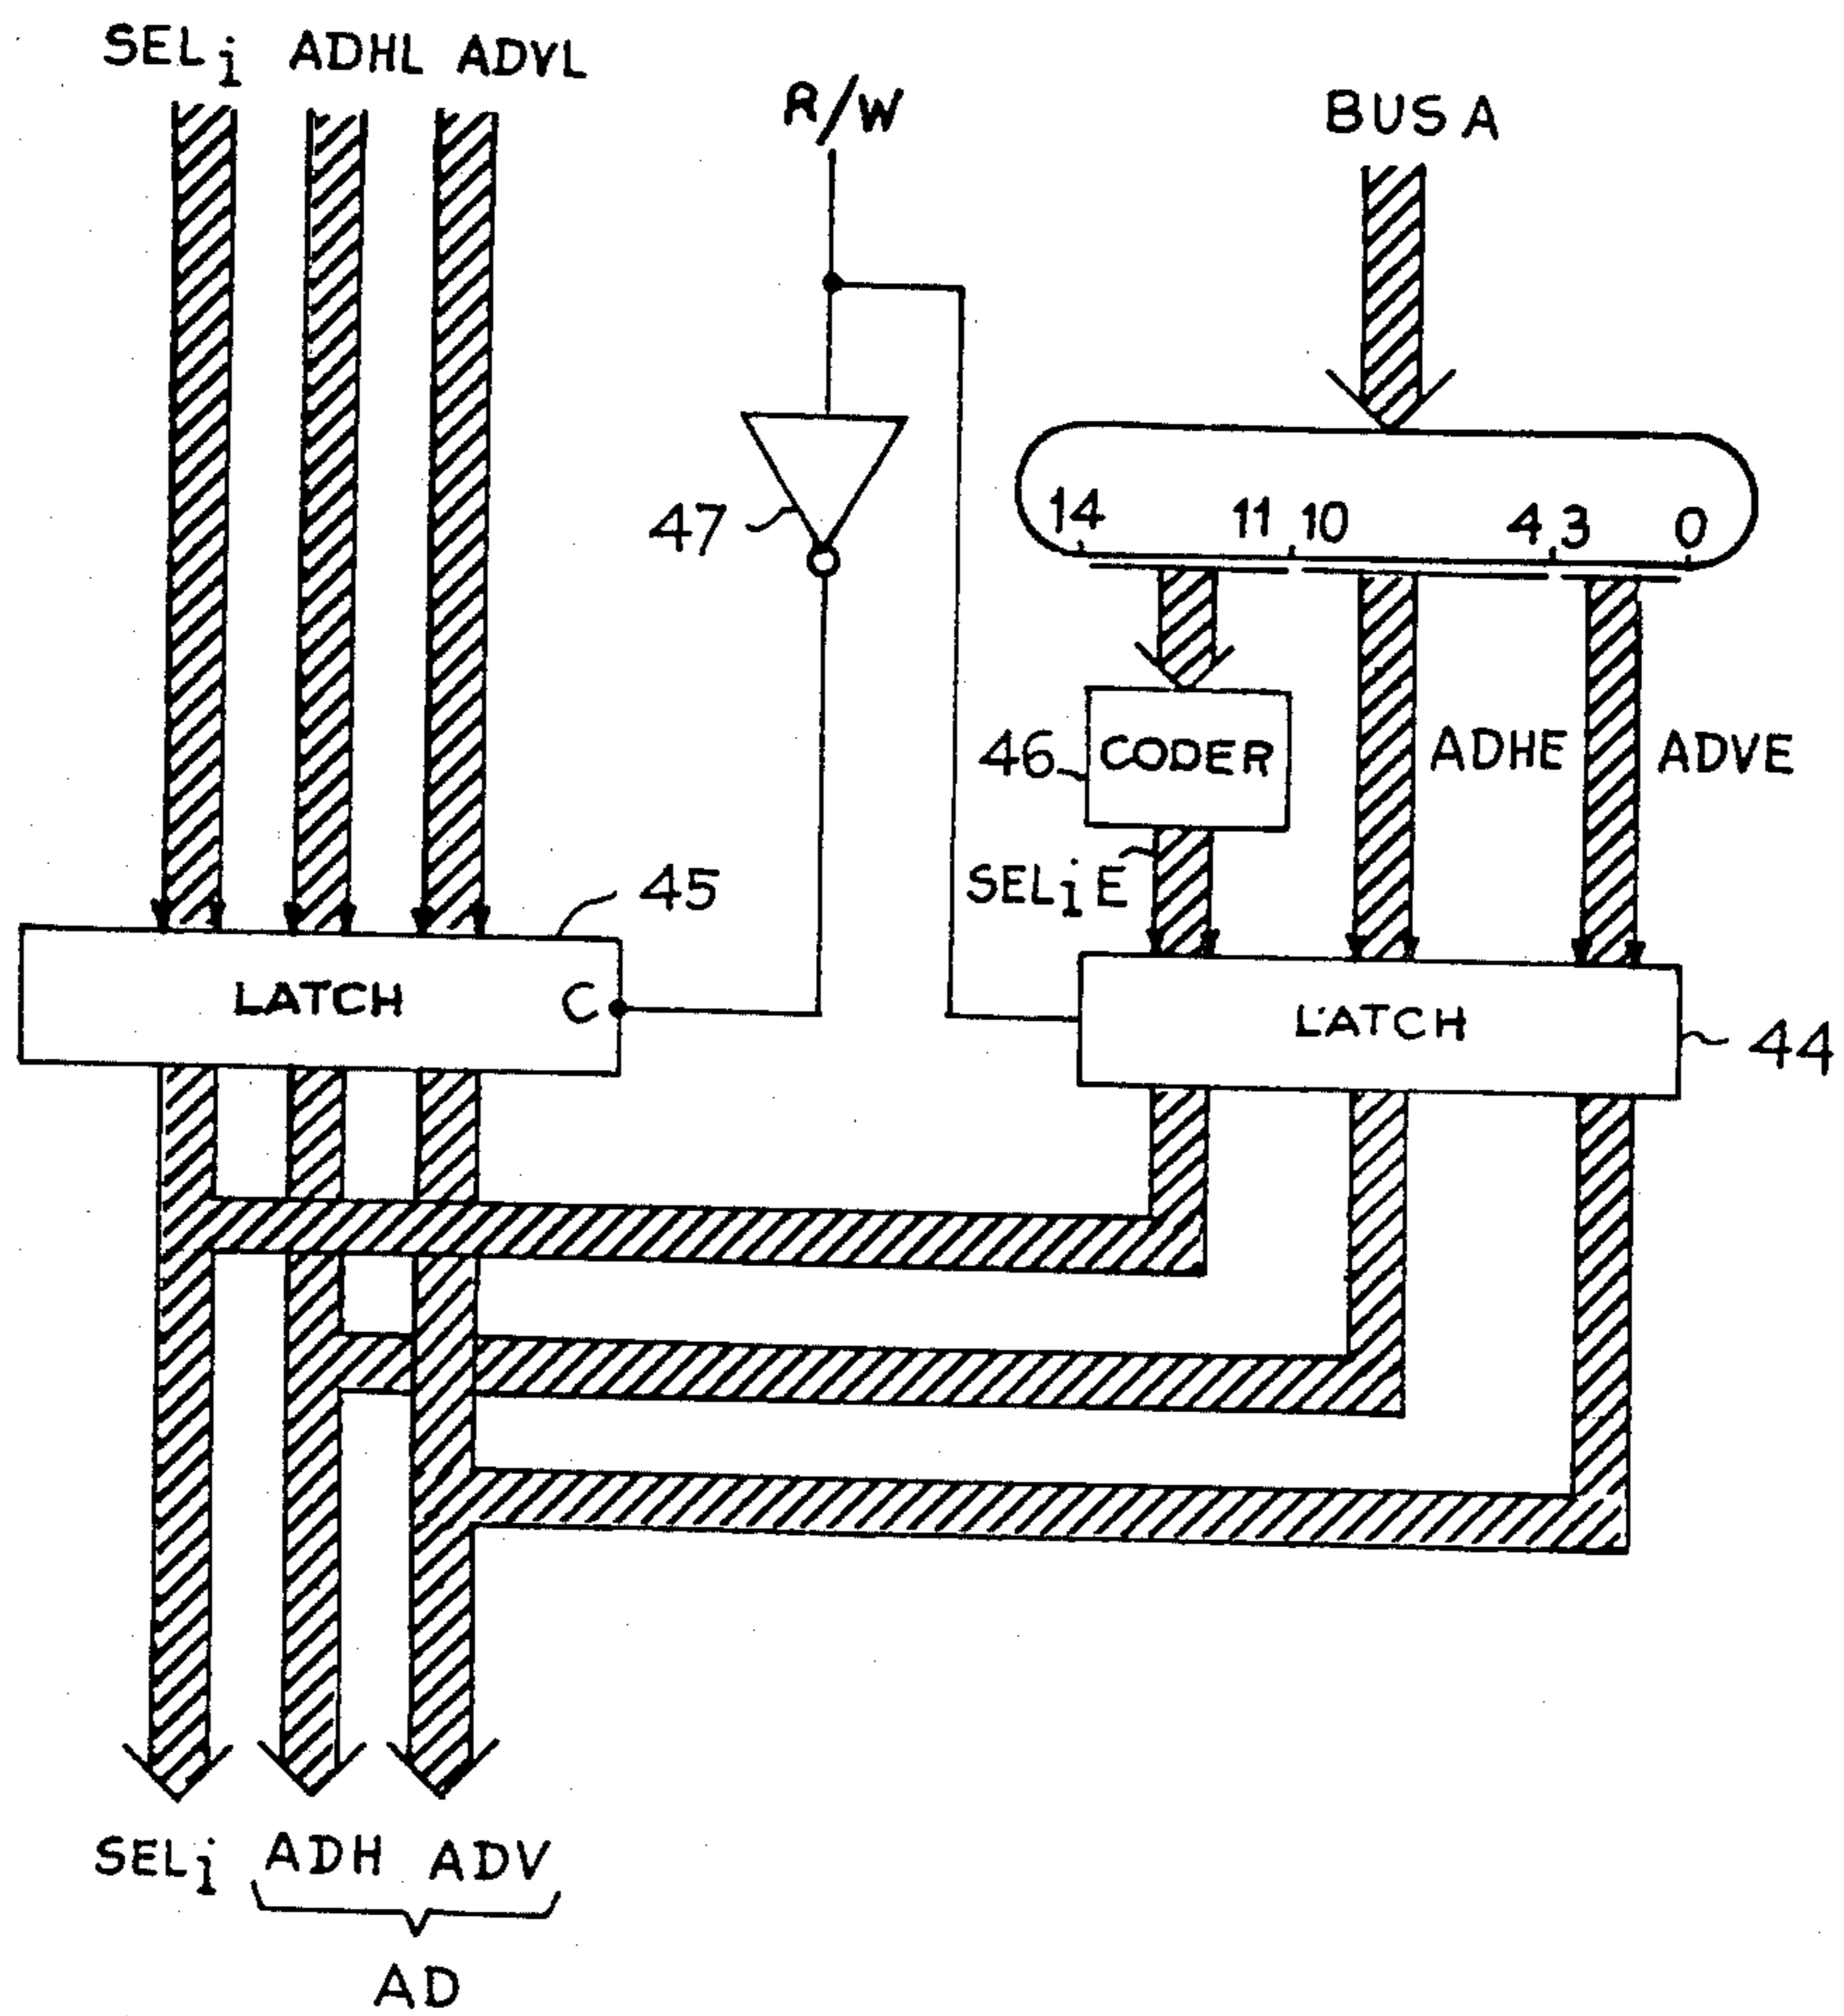 SELi ADHL ADVL
R/W
BUS A
14 11 10 4 3 0
47
46 CODER
ADHE ADVE
SELiE
45
LATCH C
LATCH
44
SELi ADH ADV
AD